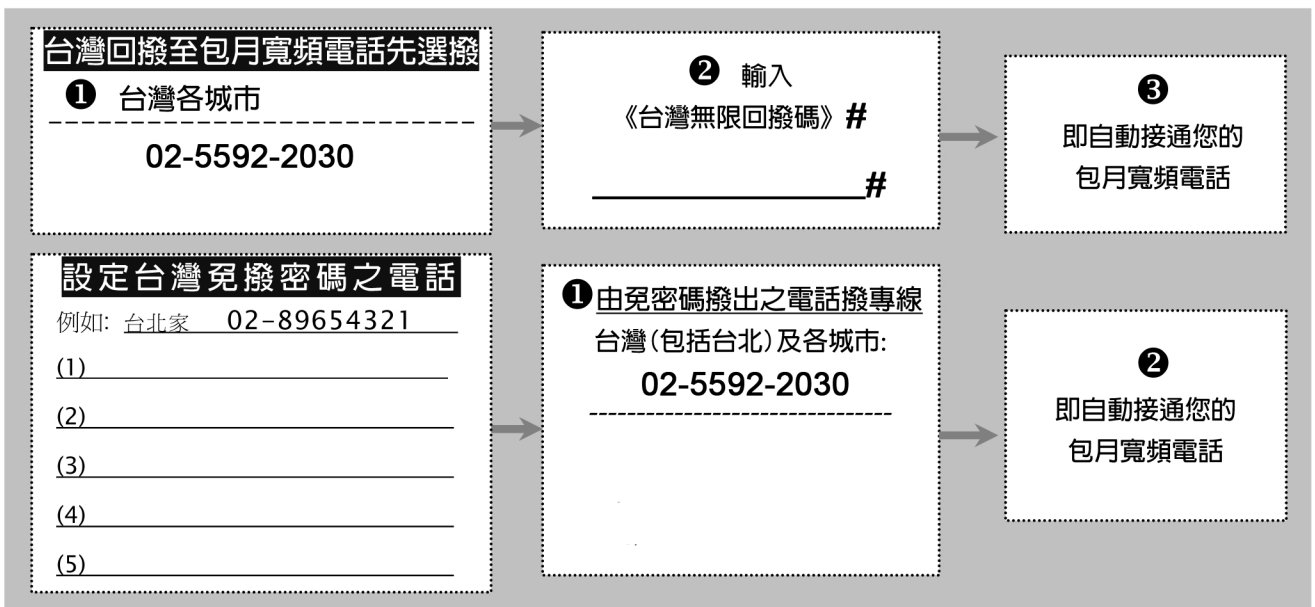 台灣回撥至包月寬頻電話先選撥
❶ 台灣各城市
02-5592-2030
❷ 輸入
《台灣無限回撥碼》#
#
❸
即自動接通您的
包月寬頻電話
設定台灣免撥密碼之電話
例如: 台北家 02-89654321
(1)
(2)
(3)
(4)
(5)
❶由免密碼撥出之電話撥專線
台灣(包括台北)及各城市:
02-5592-2030
❷
即自動接通您的
包月寬頻電話